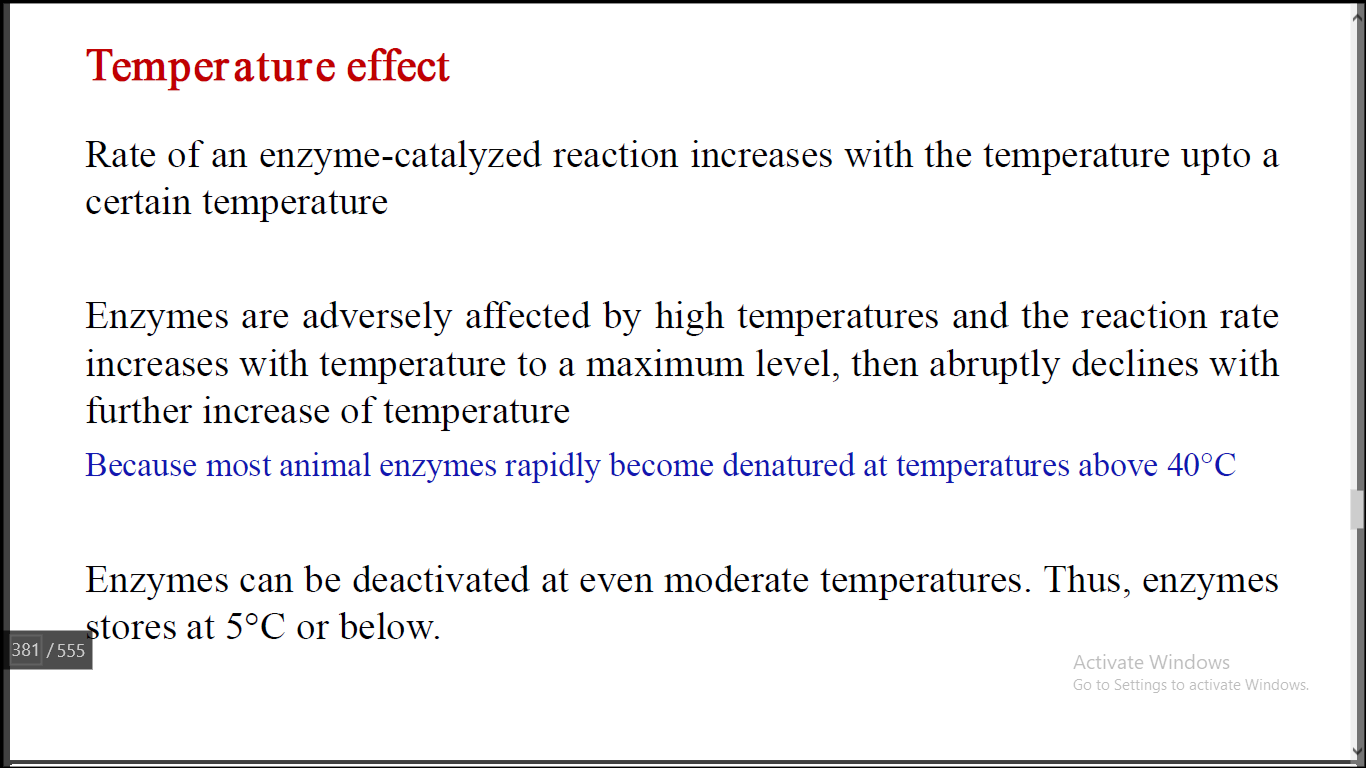 Temperature effect
Rate of an enzyme-catalyzed reaction increases with the temperature upto a
certain temperature
Enzymes are adversely affected by high temperatures and the reaction rate
increases with temperature to a maximum level, then abruptly declines with
further increase of temperature
Because most animal enzymes rapidly become denatured at temperatures above 40°C
Enzymes can be deactivated at even moderate temperatures. Thus, enzymes
stores at 5°C or below.
381 / 555
Activate Windows
Go to Settings to activate Windows.